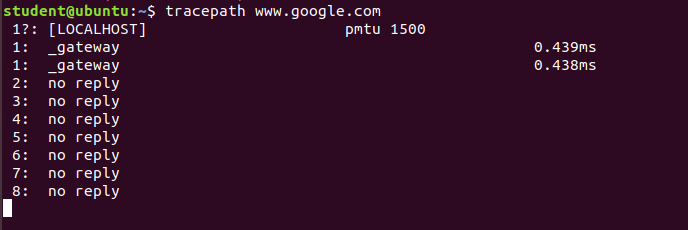 student@ubuntu:~$ tracepath www.google.com
1?: [LOCALHOST] pmtu 1500
1: _gateway 0.439ms
1: _gateway 0.438ms
2: no reply
3: no reply
4: no reply
5: no reply
6: no reply
7: no reply
8: no reply